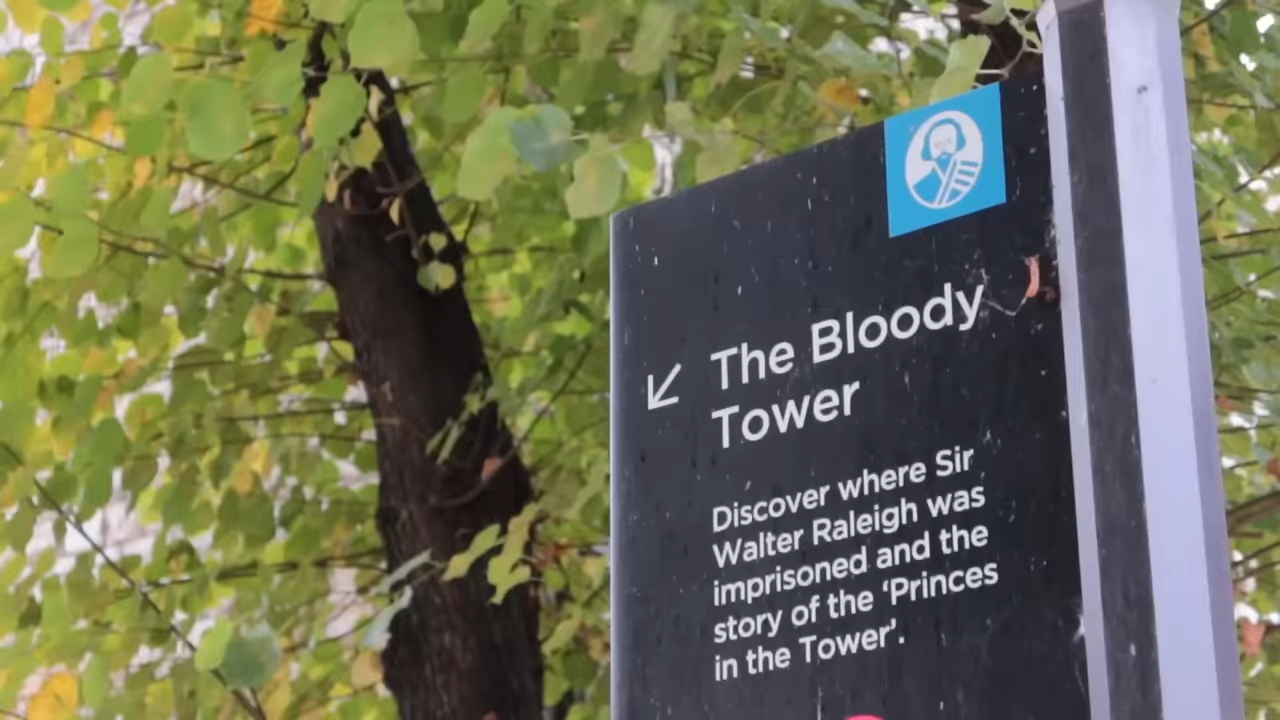 The Bloody
Tower
Discover where Sir
Walter Raleigh was
imprisoned and the
story of the ‘Princes
in the Tower’.